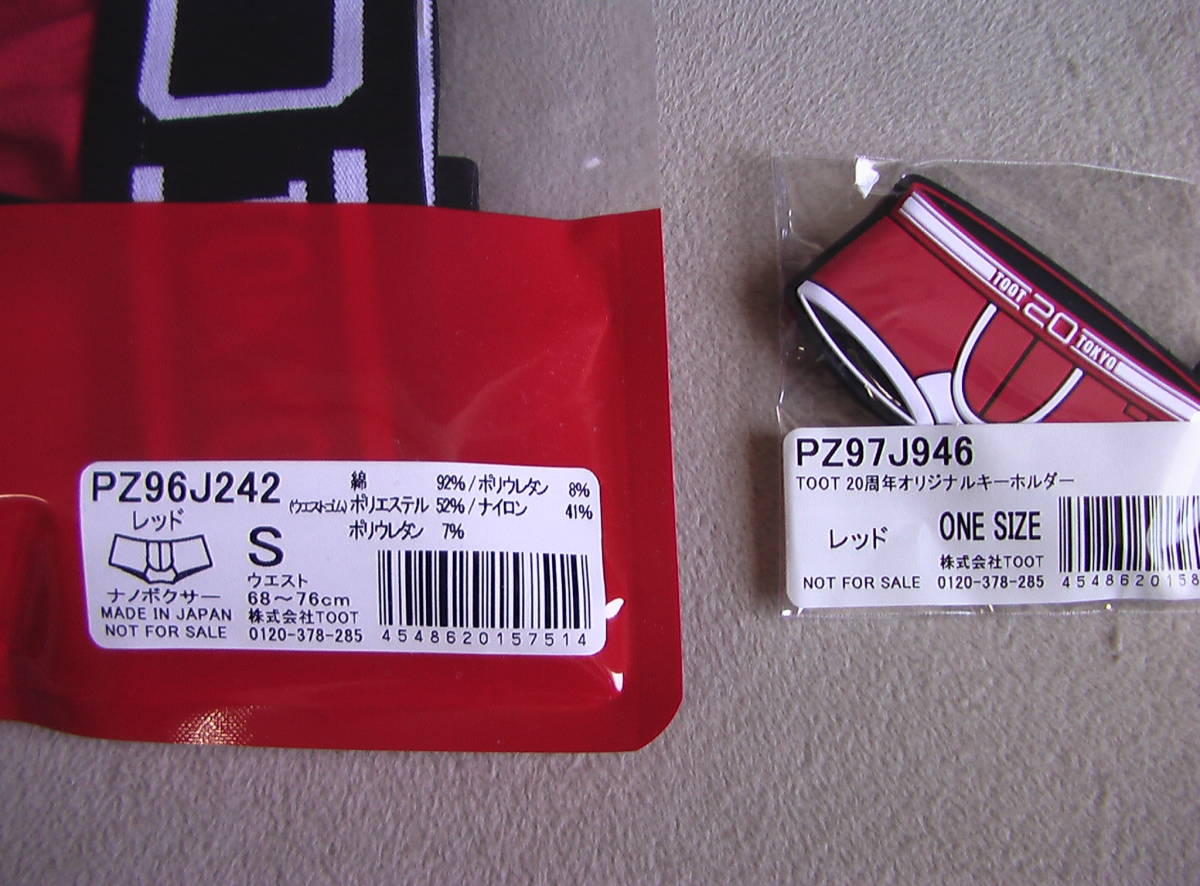 PZ96J242
レッド
S
綿 92% / ポリウレタン 8%
(ウエストゴム) ポリエステル 52% / ナイロン 41%
ポリウレタン 7%
ナノボクサー
MADE IN JAPAN
NOT FOR SALE
ウエスト
68～76cm
株式会社TOOT
0120-378-285
4548620157514
TOOT 20 TOKYO
PZ97J946
TOOT 20周年オリジナルキーホルダー
レッド
ONE SIZE
株式会社TOOT
NOT FOR SALE 0120-378-285
4548620158